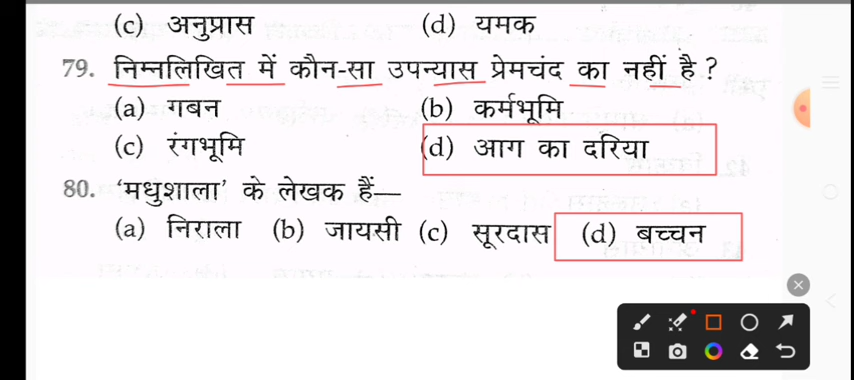 (c) अनुप्रास (d) यमक
79. निम्नलिखित में कौन-सा उपन्यास प्रेमचंद का नहीं है ?
(a) गबन (b) कर्मभूमि
(c) रंगभूमि (d) आग का दरिया
80. ‘मधुशाला’ के लेखक हैं—
(a) निराला (b) जायसी (c) सूरदास (d) बच्चन